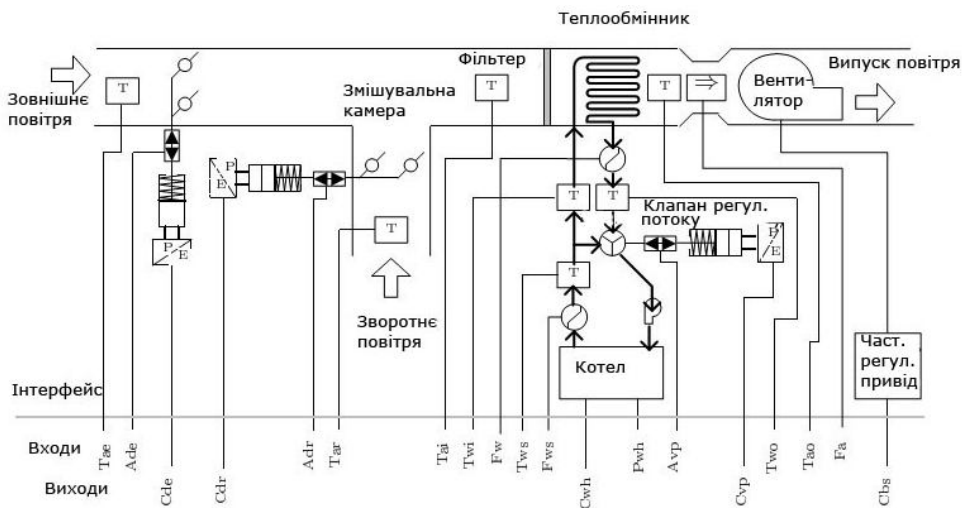 Теплообмінник
Зовнішнє
повітря
T
Фільтер
T
Змішувальна
камера
T
⇒
Венти-
лятор
Випуск повітря
P
E
P
E
T
T
T
Клапан регул.
потоку
P
E
T
P
Зворотнє
повітря
Котел
Част.
регул.
привід
Інтерфейс
Входи
Tae
Ade
Adr
Tar
Tai
Twi
Fw
Tws
Fws
Pwh
Avp
Two
Tao
Fa
Виходи
Cde
Cdr
Cwh
Cvp
Cbs